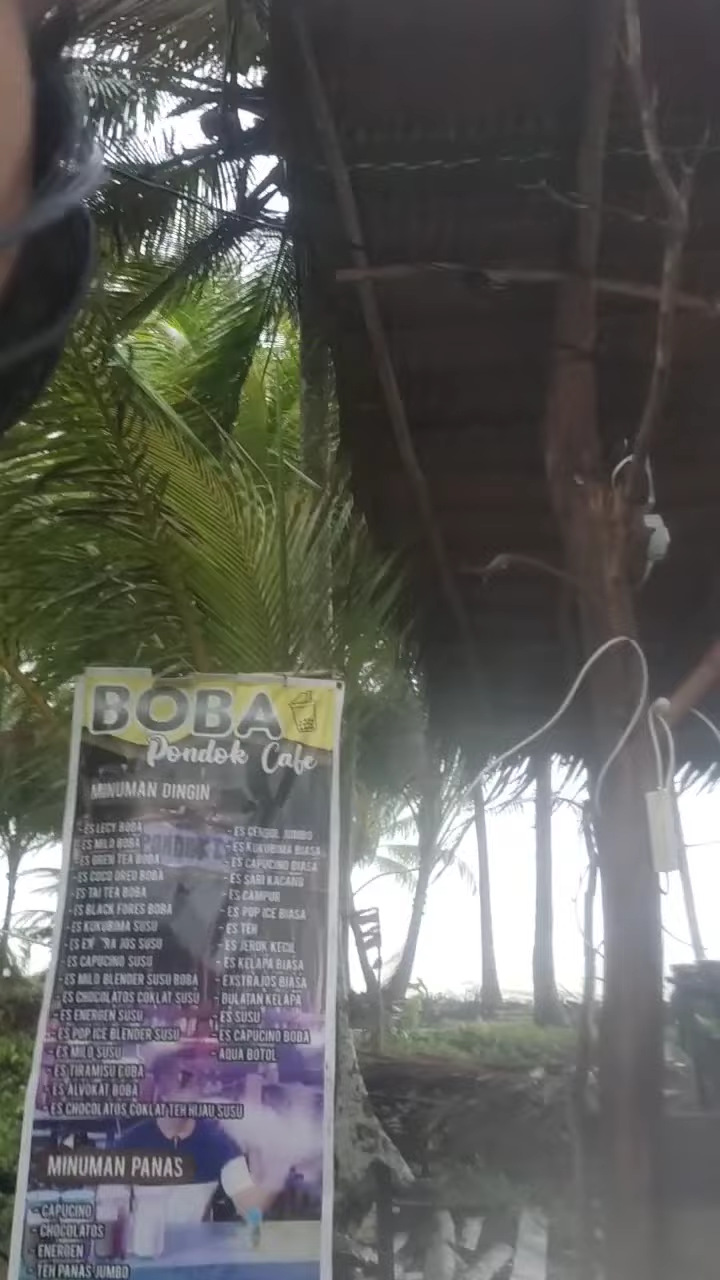 BOBA
Pondok Cafe
MINUMAN DINGIN
- ES LECY BOBA
- ES MILO BOBA
- ES GREN TEA BOBA
- ES COCO OREO BOBA
- ES TAI TEA BOBA
- ES BLACK FORES BOBA
- ES KUKUBIMA SUSU
- ES JOS SUSU
- ES CAPUCINO SUSU
- ES MILO BLENDER SUSU BOBA
- ES CHOCOLATOS COKLAT SUSU
- ES ENERGEN SUSU
- ES POP ICE BLENDER SUSU
- ES MILO SUSU
- ES TIRAMISU COBA
- ES ALVOKAT BOBA
- ES CHOCOLATOS COKLAT TEH HIJAU SUSU
- ES CENDOL JUMBO
- ES KUKUBIMA BIASA
- ES CAPUCINO BIASA
- ES SARI KACANG
- ES CAMPUR
- ES POP ICE BIASA
- ES TEH
- ES JERUK KECIL
- ES KELAPA BIASA
- EXSTRAJOS BIASA
- BULATAN KELAPA
- ES SUSU
- ES CAPUCINO BOBA
- AQUA BOTOL
MINUMAN PANAS
- CAPUCINO
- CHOCOLATOS
- ENERGEN
- TEH PANAS JUMBO